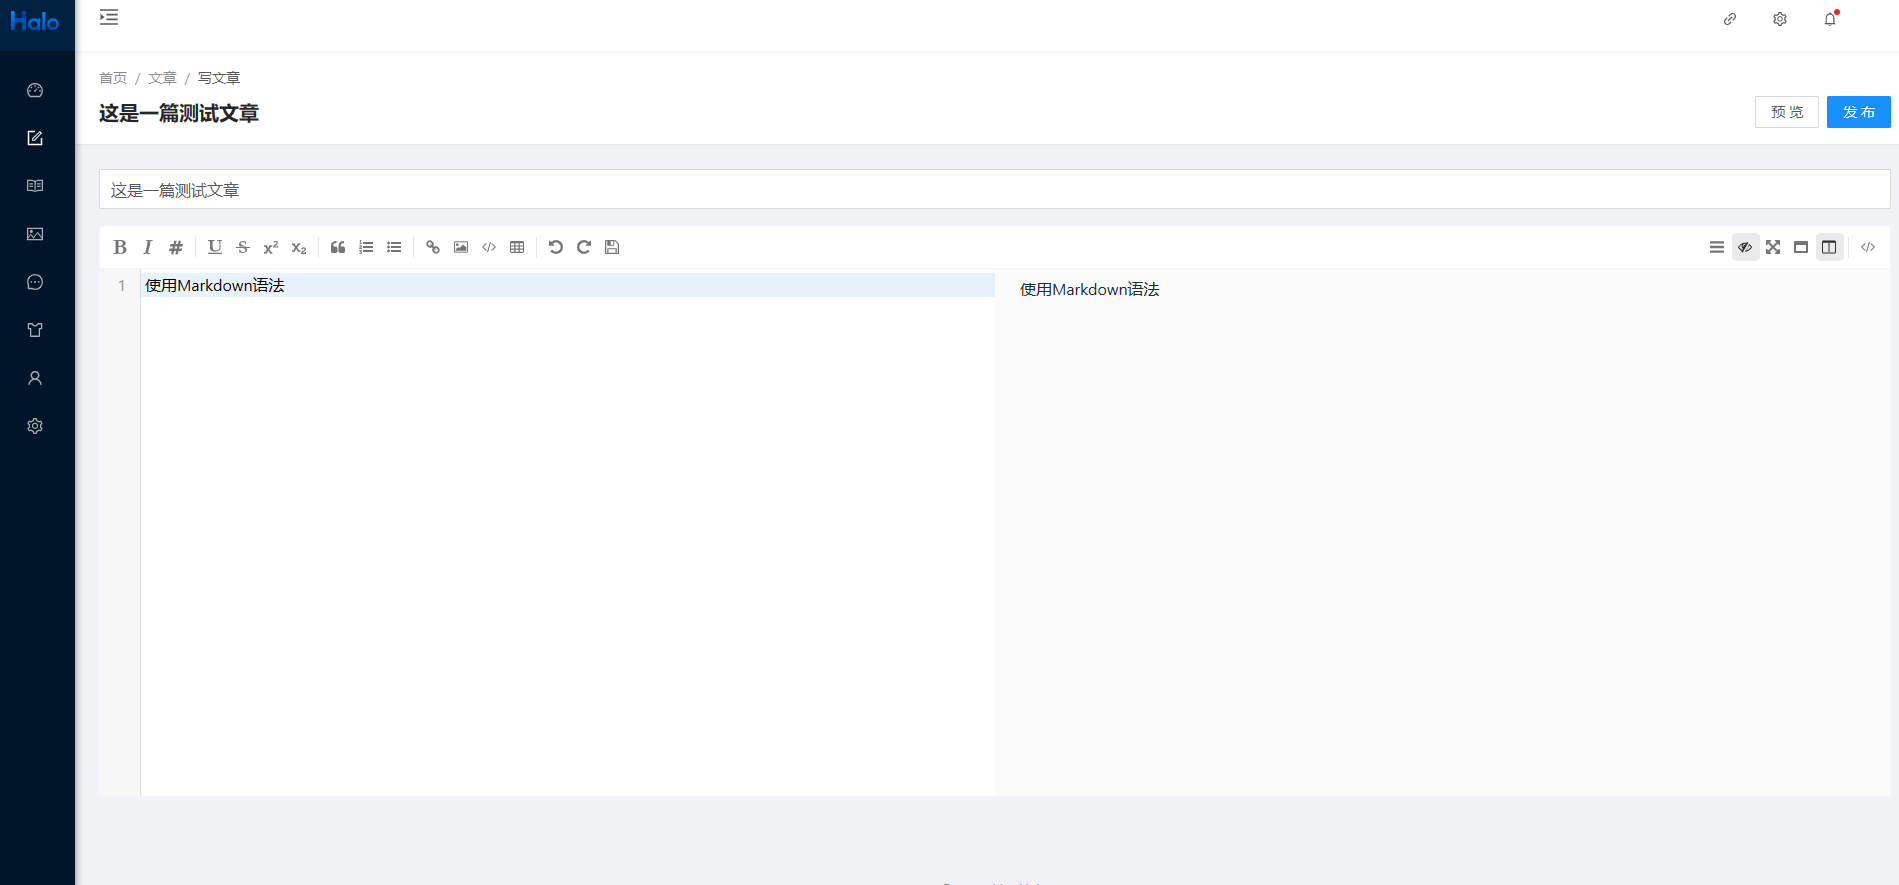 Halo
首页 / 文章 / 写文章
这是一篇测试文章
预 览 发 布
这是一篇测试文章
1 使用Markdown语法
使用Markdown语法